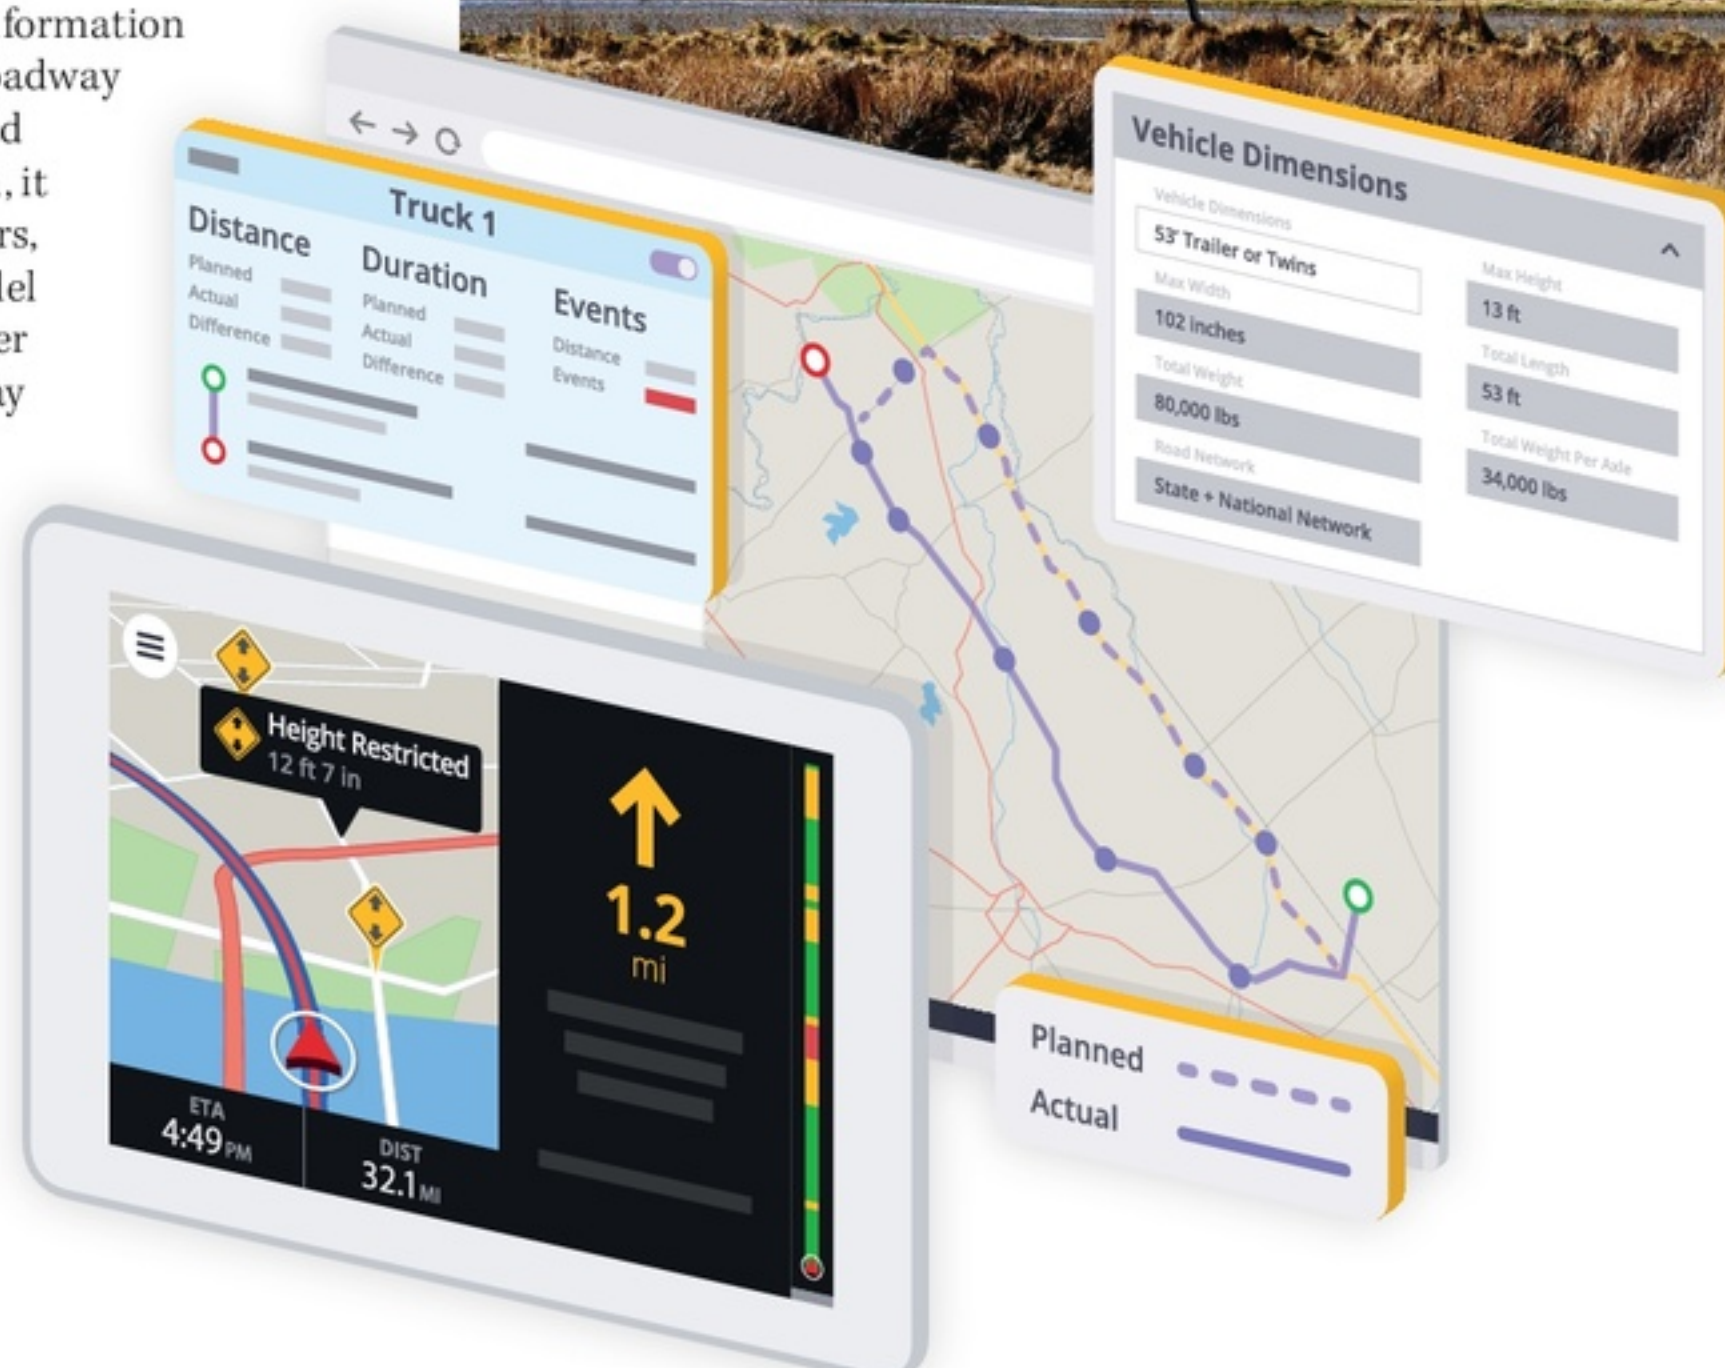 formation
d
, it
rs,
er
Truck 1
Distance
Planned
Actual
Difference
Duration
Planned
Actual
Difference
Events
Distance
Events
Vehicle Dimensions
Vehicle Dimensions
53' Trailer or Twins
Max Width
102 inches
Total Weight
80,000 lbs
Road Network
State + National Network
Max Height
13 ft
Total Length
53 ft
Total Weight Per Axle
34,000 lbs
Height Restricted
12 ft 7 in
1.2
mi
ETA
4:49 PM
DIST
32.1 MI
Planned
Actual